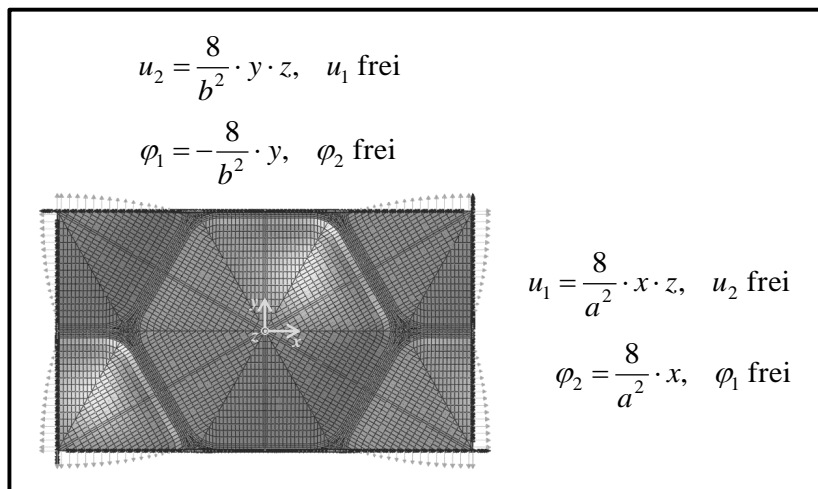 u₂ = 8/b² · y · z, u₁ frei
φ₁ = −8/b² · y, φ₂ frei
y
z x
u₁ = 8/a² · x · z, u₂ frei
φ₂ = 8/a² · x, φ₁ frei